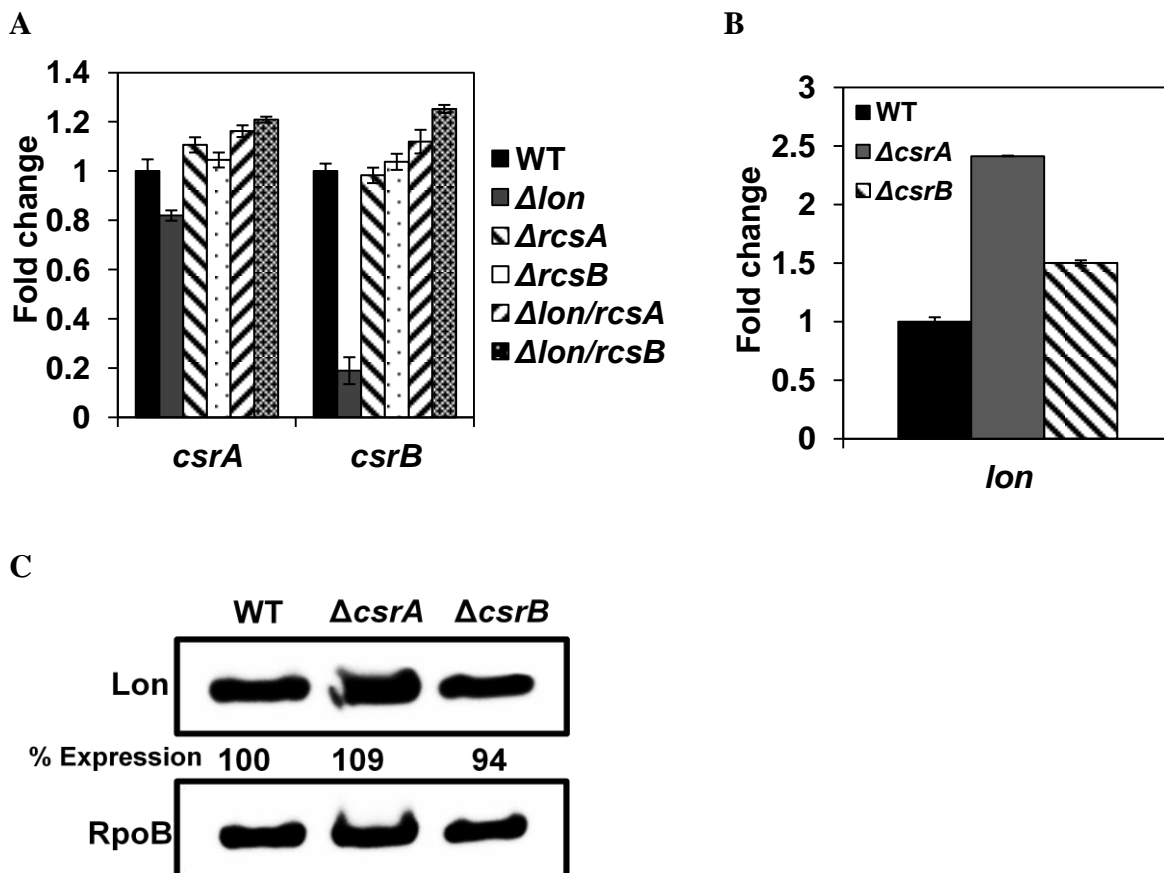 A
Fold change
1.4
1.2
1
0.8
0.6
0.4
0.2
0
csrA
csrB
WT
Δlon
ΔrcsA
ΔrcsB
Δlon/rcsA
Δlon/rcsB
B
Fold change
3
2.5
2
1.5
1
0.5
0
WT
ΔcsrA
ΔcsrB
lon
C
WT ΔcsrA ΔcsrB
Lon
% Expression 100 109 94
RpoB